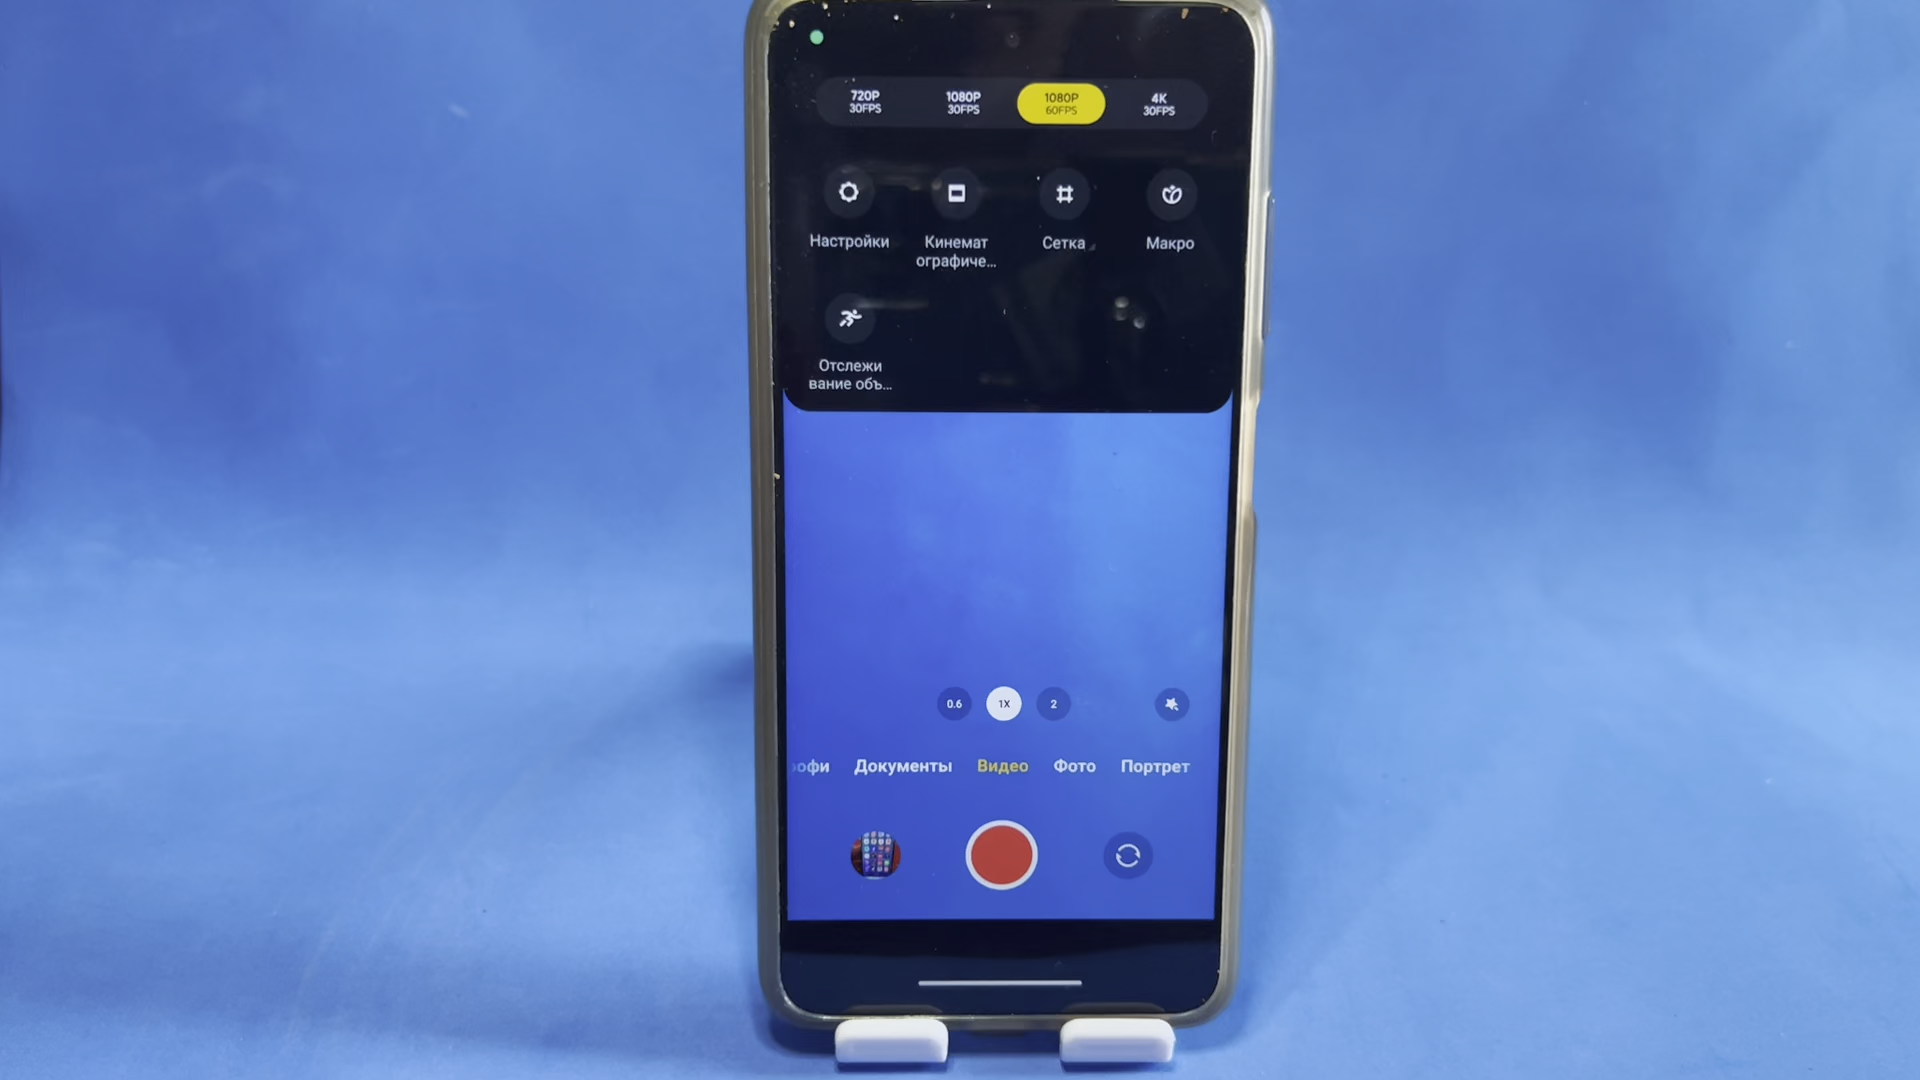 720P 1080P 1080P 4K
30FPS 30FPS 60FPS 30FPS
Настройки Кинемат Сетка Макро
ографиче...
Отслежи
вание объ...
0.6 1X 2
офи Документы Видео Фото Портрет